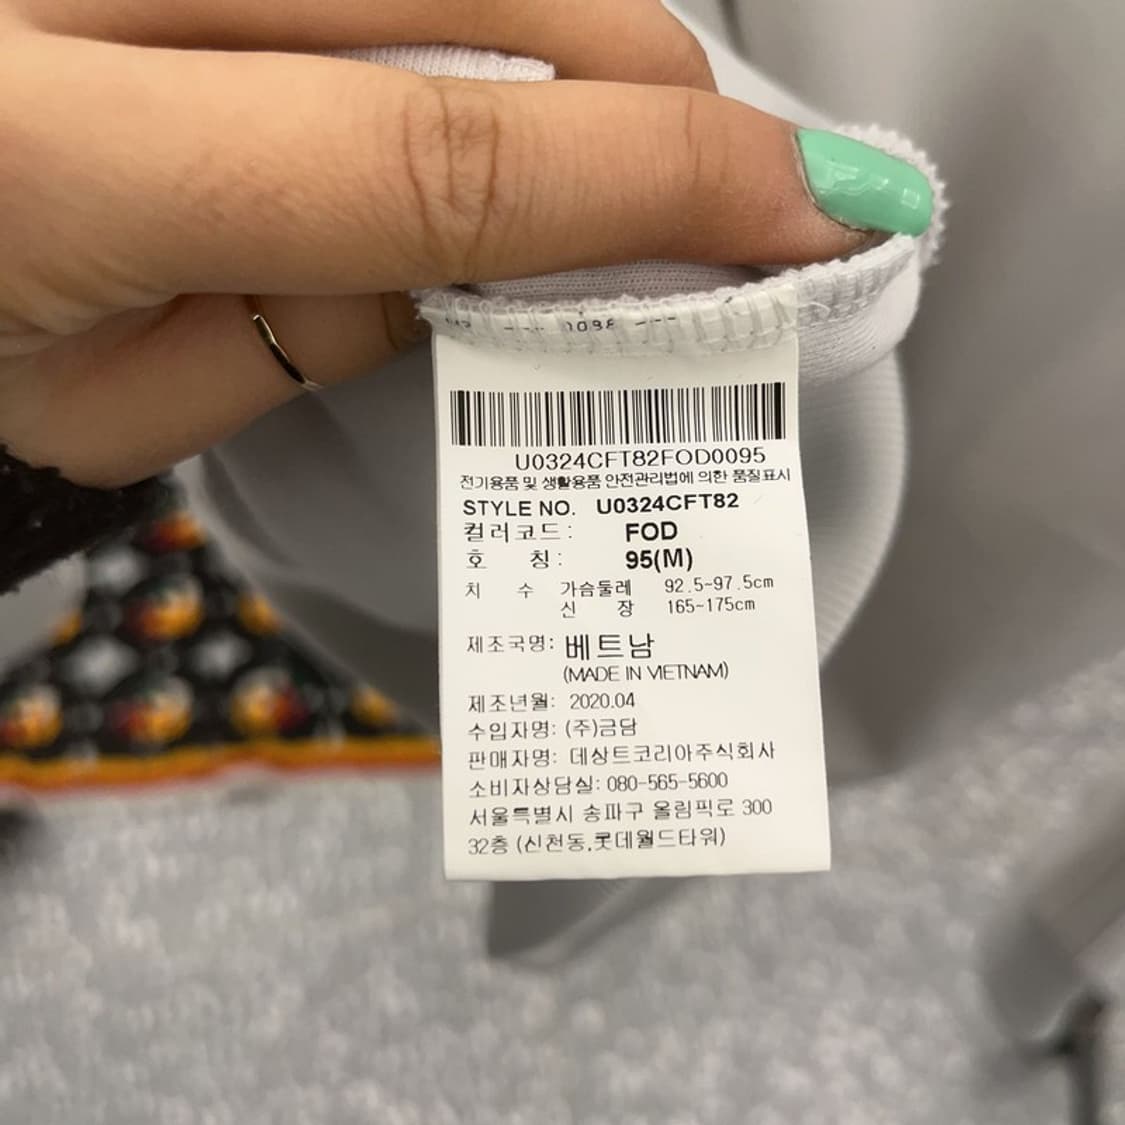 U0324CFT82FOD0095
전기용품 및 생활용품 안전관리법에 의한 품질표시
STYLE NO. U0324CFT82
컬러코드: FOD
호 칭: 95(M)
치 수 가슴둘레 92.5~97.5cm
신 장 165~175cm
제조국명: 베트남
(MADE IN VIETNAM)
제조년월: 2020.04
수입자명: (주)금담
판매자명: 데상트코리아주식회사
소비자상담실: 080-565-5600
서울특별시 송파구 올림픽로 300
32층 (신천동,롯데월드타워)